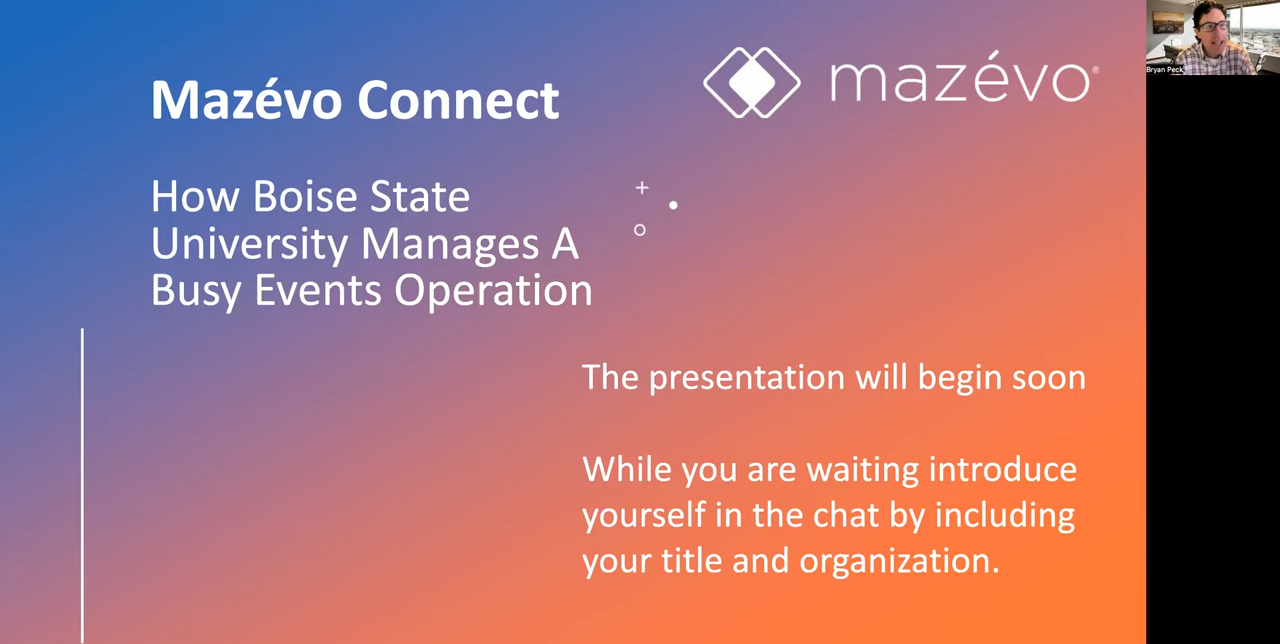 Mazévo Connect
mazévo®
How Boise State
University Manages A
Busy Events Operation
The presentation will begin soon
While you are waiting introduce
yourself in the chat by including
your title and organization.
Bryan Peck